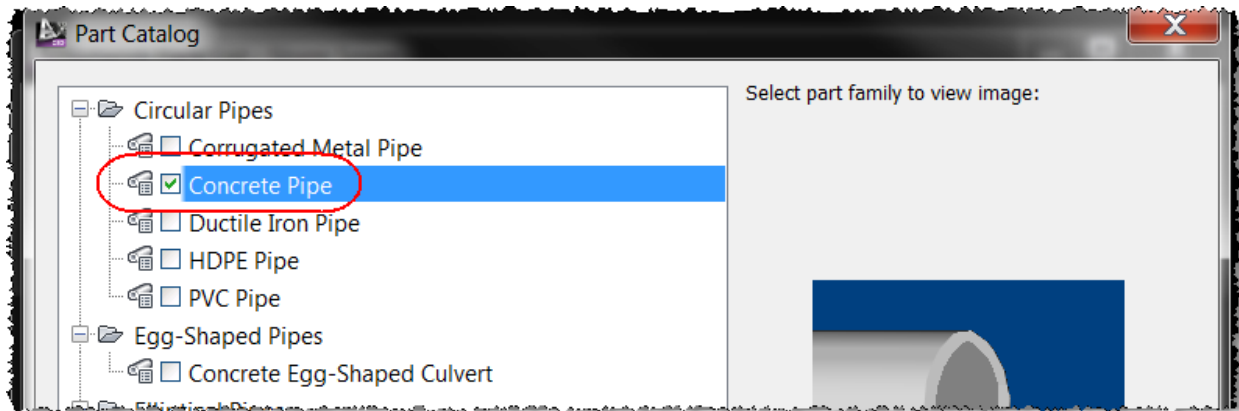 Part Catalog
Select part family to view image:
Circular Pipes
Corrugated Metal Pipe
Concrete Pipe
Ductile Iron Pipe
HDPE Pipe
PVC Pipe
Egg-Shaped Pipes
Concrete Egg-Shaped Culvert